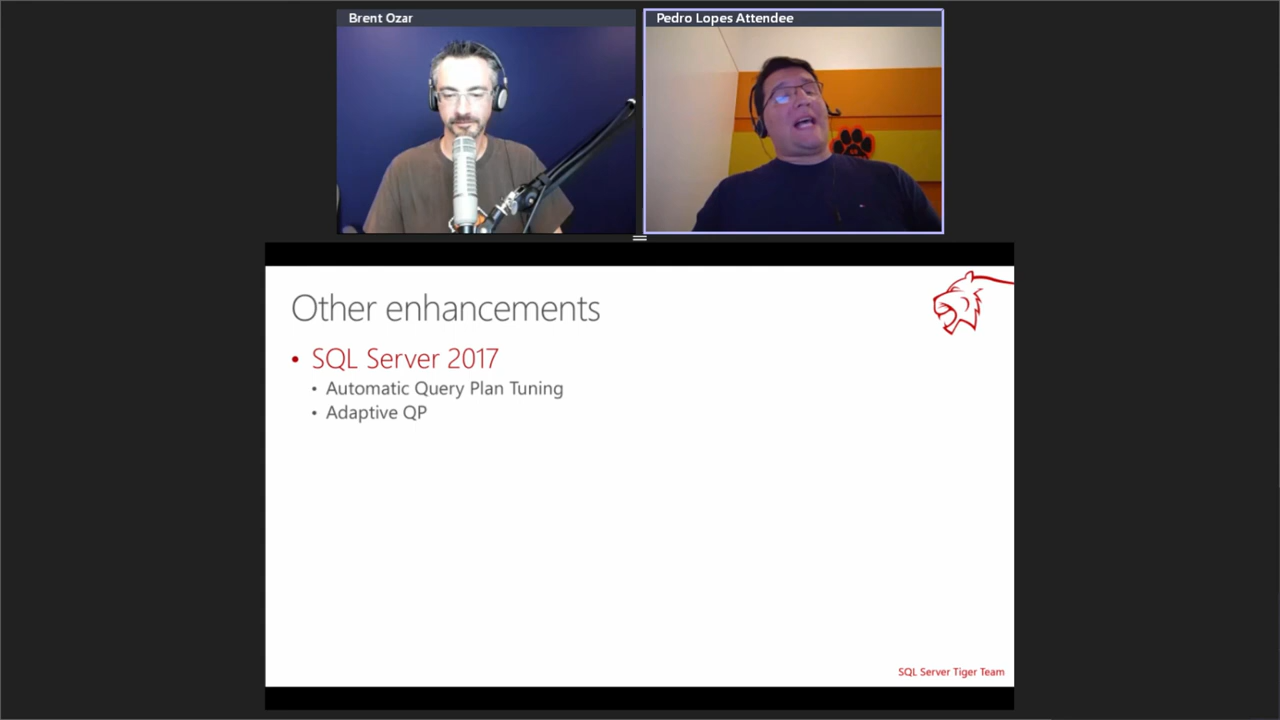 Brent Ozar
Pedro Lopes Attendee
Other enhancements
• SQL Server 2017
• Automatic Query Plan Tuning
• Adaptive QP
SQL Server Tiger Team